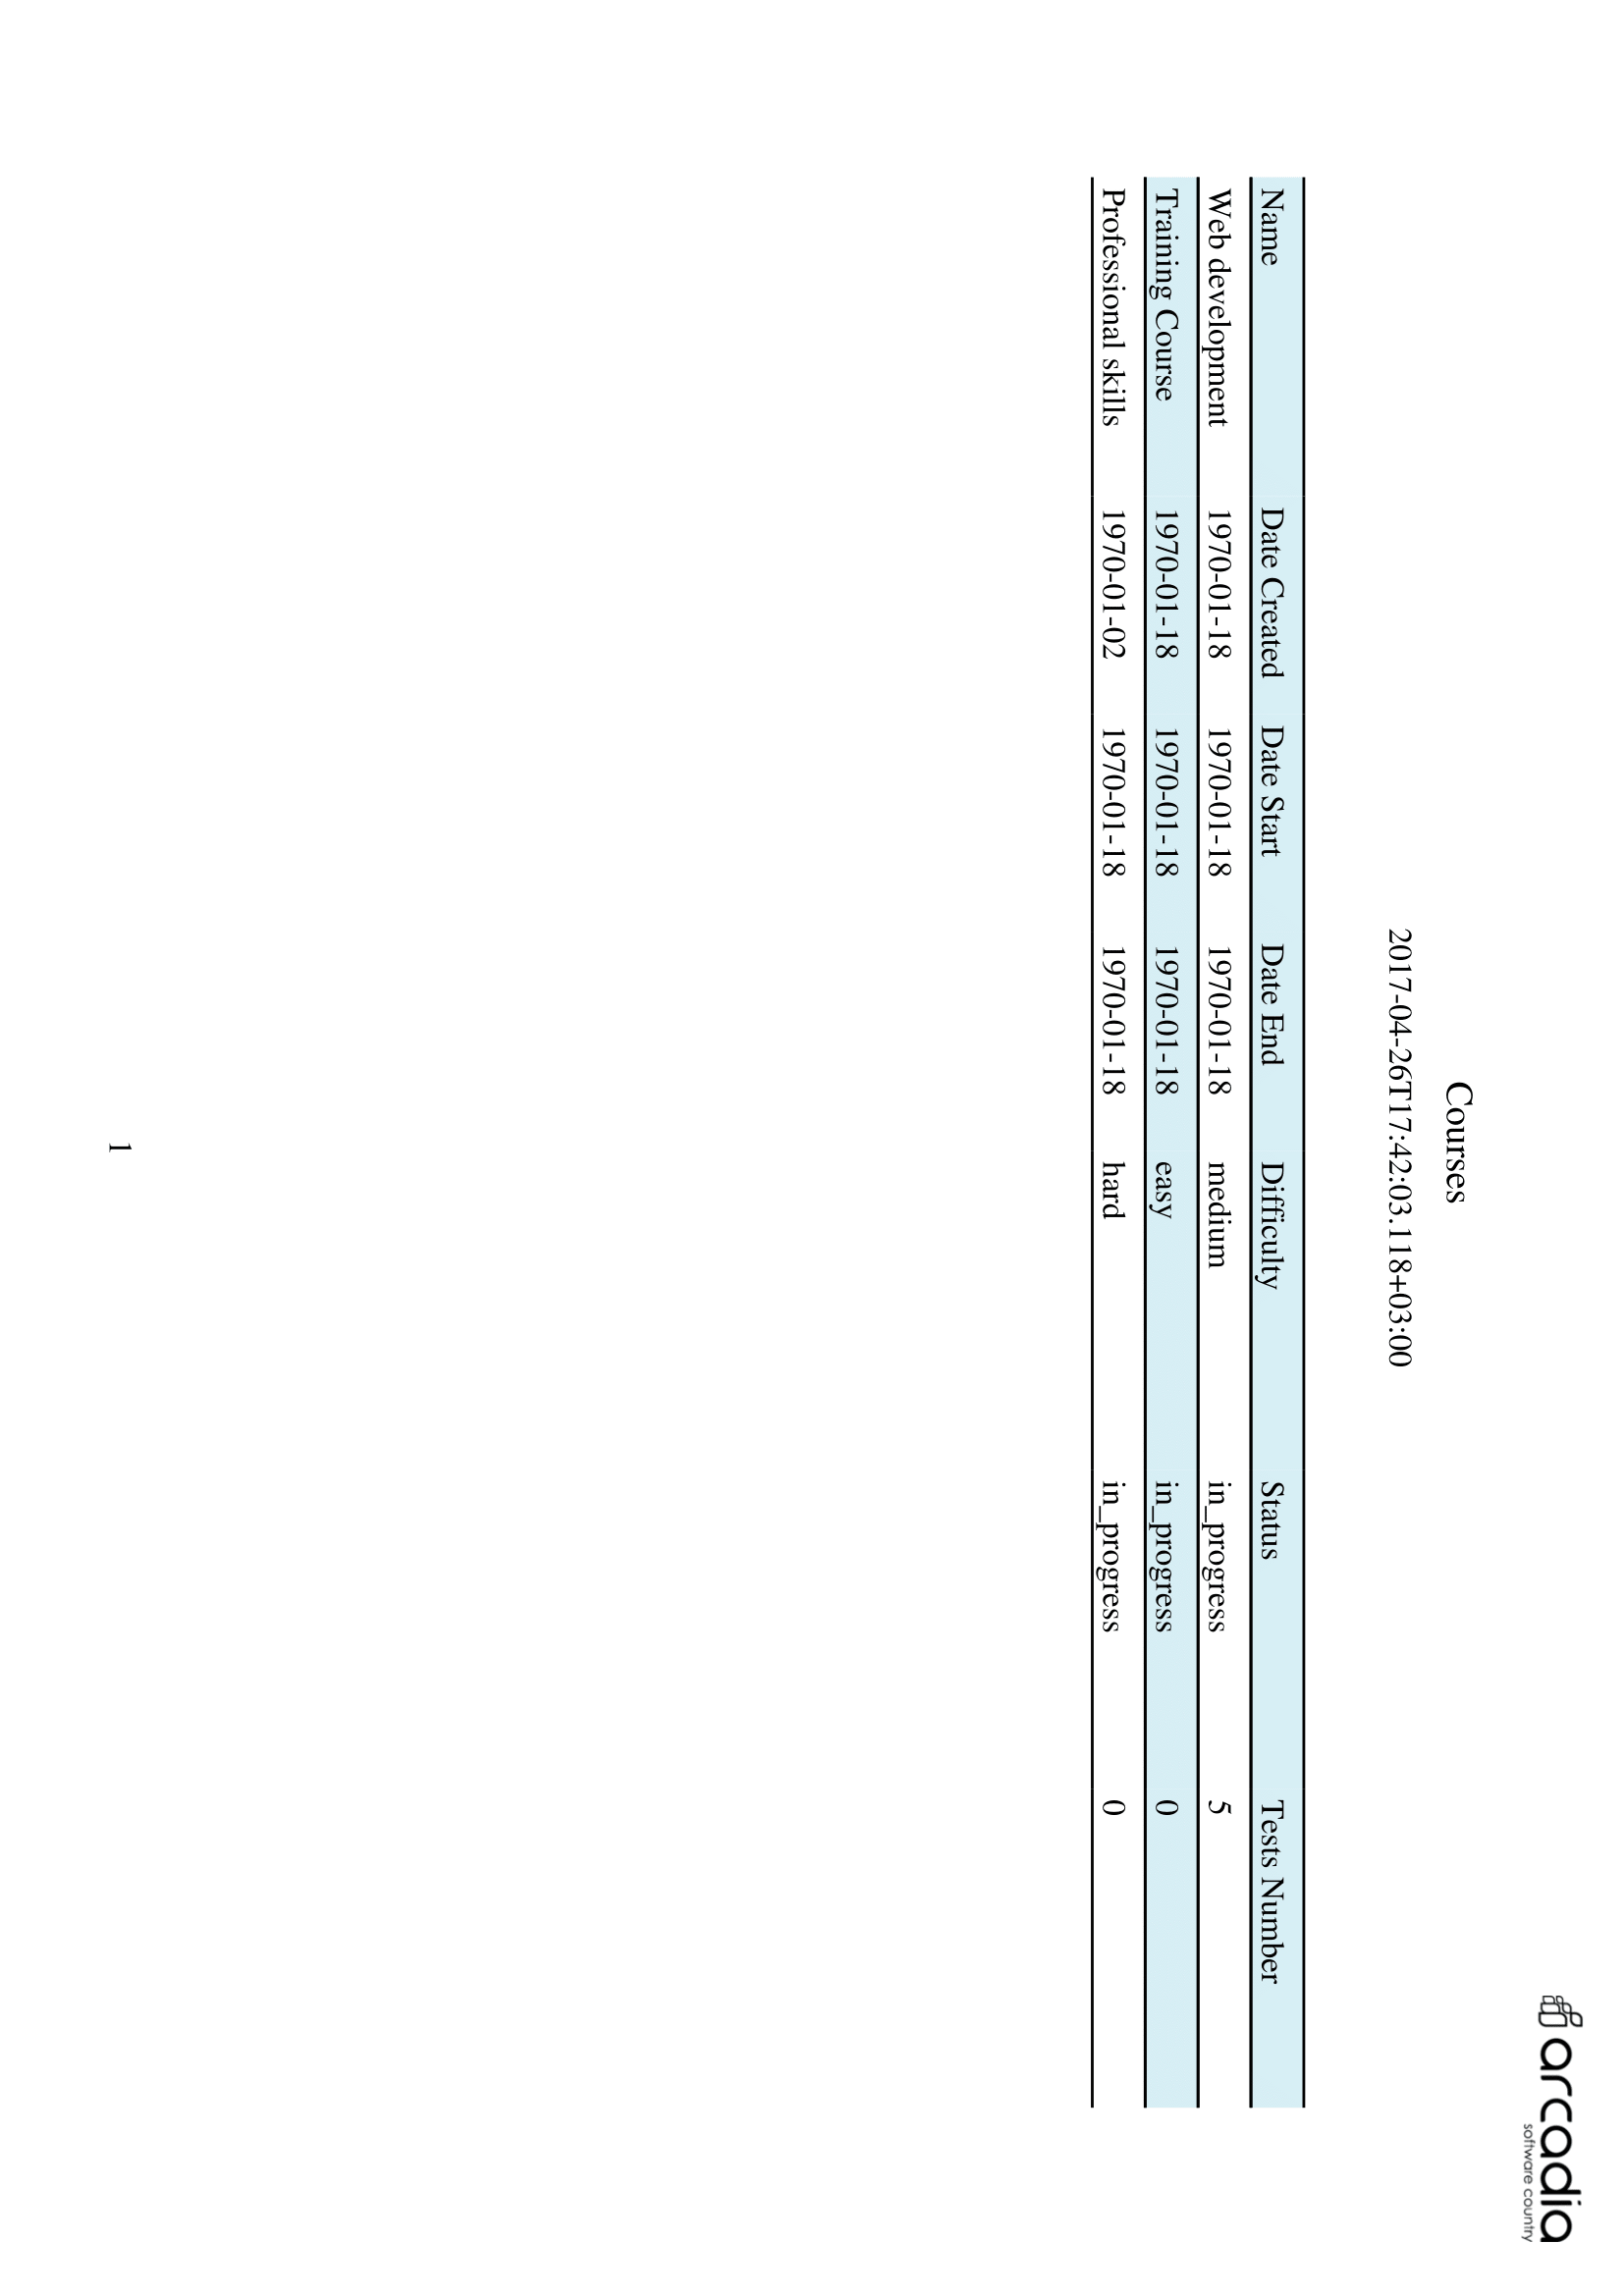 arcadia
software country
Courses
2017-04-26T17:42:03.118+03:00
Name Date Created Date Start Date End Difficulty Status Tests Number
Web development 1970-01-18 1970-01-18 1970-01-18 medium in_progress 5
Training Course 1970-01-18 1970-01-18 1970-01-18 easy in_progress 0
Professional skills 1970-01-02 1970-01-18 1970-01-18 hard in_progress 0
1